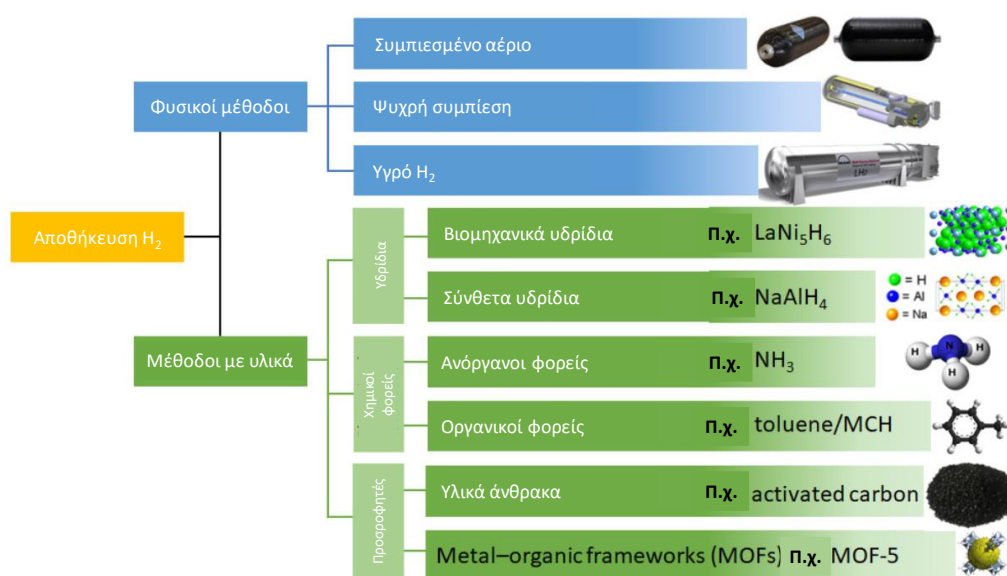 Συμπιεσμένο αέριο
Φυσικοί μέθοδοι
Ψυχρή συμπίεση
Υγρό H₂
LH₂
Αποθήκευση H₂
Υδρίδια
Βιομηχανικά υδρίδια Π.χ. LaNi₅H₆
Σύνθετα υδρίδια Π.χ. NaAlH₄
= H
= Al
= Na
Μέθοδοι με υλικά
Χημικοί
φορείς
Ανόργανοι φορείς Π.χ. NH₃
N
H
H
H
Οργανικοί φορείς Π.χ. toluene/MCH
Προσροφητές
Υλικά άνθρακα Π.χ. activated carbon
Metal–organic frameworks (MOFs) Π.χ. MOF-5